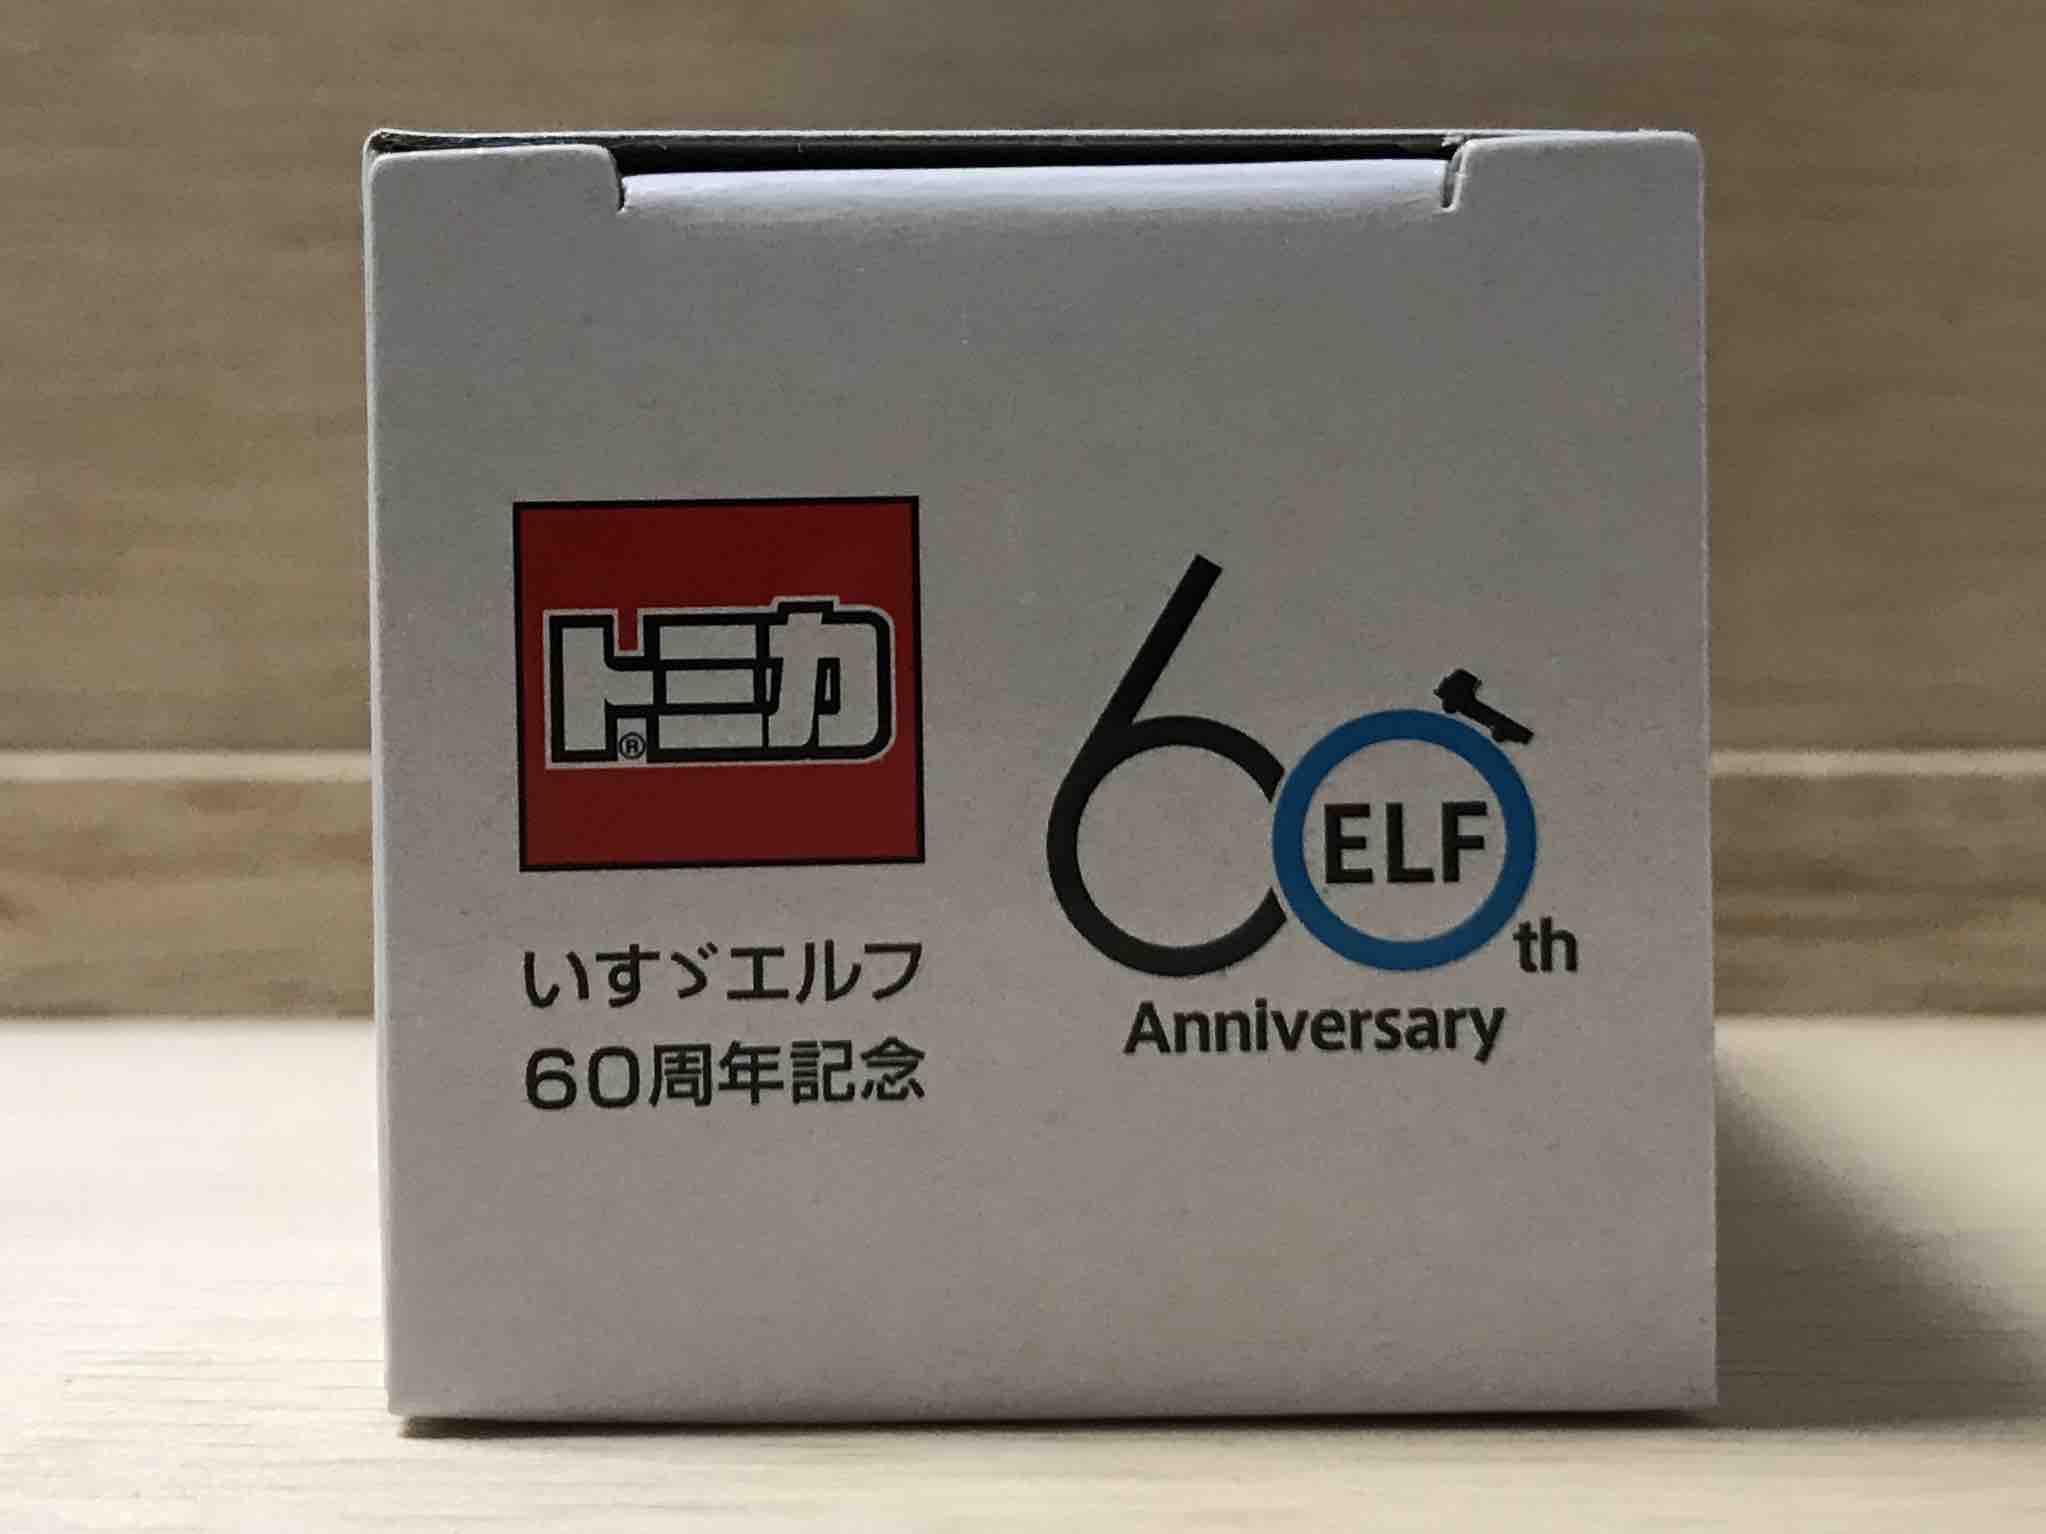 トミカ®
いすゞエルフ
60周年記念
60th
ELF
Anniversary